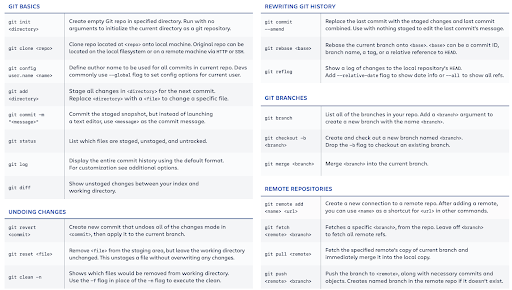 GIT BASICS
git init
<directory>
Create empty Git repo in specified directory. Run with no
arguments to initialize the current directory as a git repository.
git clone <repo>
Clone repo located at <repo> onto local machine. Original repo can be
located on the local filesystem or on a remote machine via HTTP or SSH.
git config
user.name <name>
Define author name to be used for all commits in current repo. Devs
commonly use --global flag to set config options for current user.
git add
<directory>
Stage all changes in <directory> for the next commit.
Replace <directory> with a <file> to change a specific file.
git commit -m
"<message>"
Commit the staged snapshot, but instead of launching
a text editor, use <message> as the commit message.
git status
List which files are staged, unstaged, and untracked.
git log
Display the entire commit history using the default format.
For customization see additional options.
git diff
Show unstaged changes between your index and
working directory.
UNDOING CHANGES
git revert
<commit>
Create new commit that undoes all of the changes made in
<commit>, then apply it to the current branch.
git reset <file>
Remove <file> from the staging area, but leave the working directory
unchanged. This unstages a file without overwriting any changes.
git clean -n
Shows which files would be removed from working directory.
Use the -f flag in place of the -n flag to execute the clean.
REWRITING GIT HISTORY
git commit
--amend
Replace the last commit with the staged changes and last commit
combined. Use with nothing staged to edit the last commit's message.
git rebase <base>
Rebase the current branch onto <base>. <base> can be a commit ID,
branch name, a tag, or a relative reference to HEAD.
git reflog
Show a log of changes to the local repository's HEAD.
Add --relative-date flag to show date info or --all to show all refs.
GIT BRANCHES
git branch
List all of the branches in your repo. Add a <branch> argument to
create a new branch with the name <branch>.
git checkout -b
<branch>
Create and check out a new branch named <branch>.
Drop the -b flag to checkout an existing branch.
git merge <branch>
Merge <branch> into the current branch.
REMOTE REPOSITORIES
git remote add
<name> <url>
Create a new connection to a remote repo. After adding a remote,
you can use <name> as a shortcut for <url> in other commands.
git fetch
<remote> <branch>
Fetches a specific <branch>, from the repo. Leave off <branch>
to fetch all remote refs.
git pull <remote>
Fetch the specified remote's copy of current branch and
immediately merge it into the local copy.
git push
<remote> <branch>
Push the branch to <remote>, along with necessary commits and
objects. Creates named branch in the remote repo if it doesn't exist.